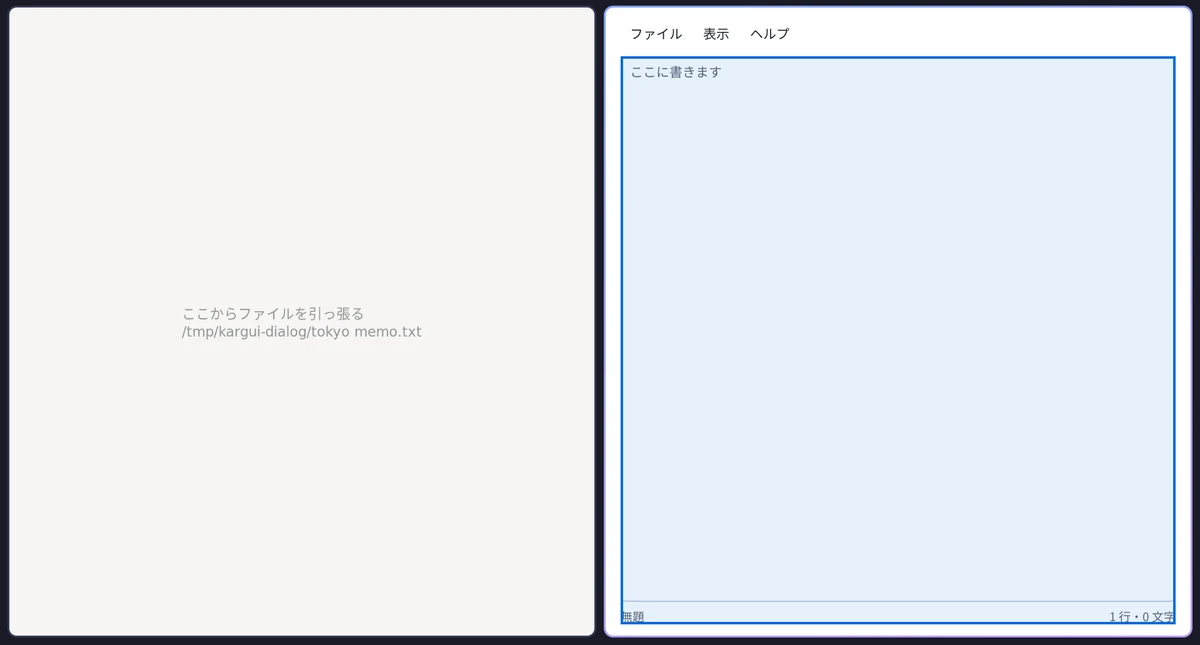 ここからファイルを引っ張る
/tmp/kargui-dialog/tokyo memo.txt
ファイル 表示 ヘルプ
ここに書きます
無題 1 行・0 文字